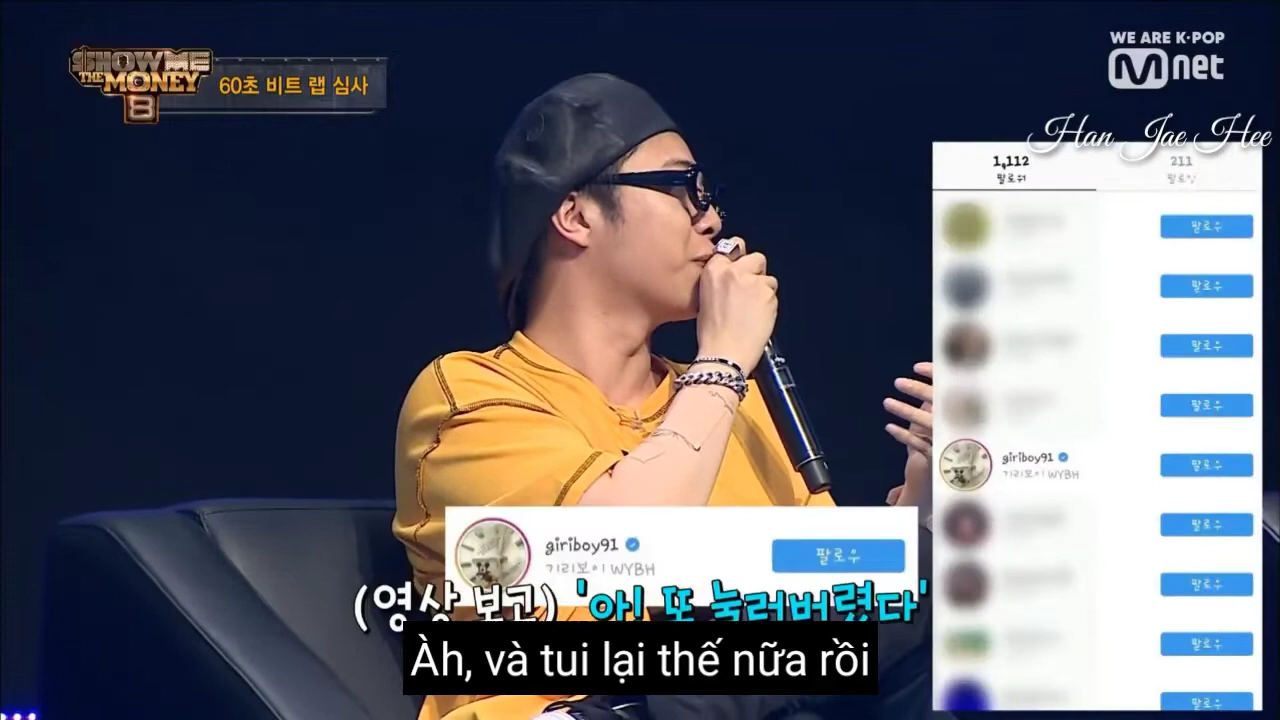 SHOW ME
THE MONEY
8
60초 비트 랩 심사
WE ARE K-POP
Mnet
Han Jae Hee
1,112
팔로워
211
팔로잉
팔로우
팔로우
팔로우
팔로우
giriboy91
기리보이 WYBH
팔로우
팔로우
팔로우
팔로우
팔로우
giriboy91
기리보이 WYBH
팔로우
(영상 보고) '아! 또 눌러버렸다'
Àh, và tui lại thế nữa rồi